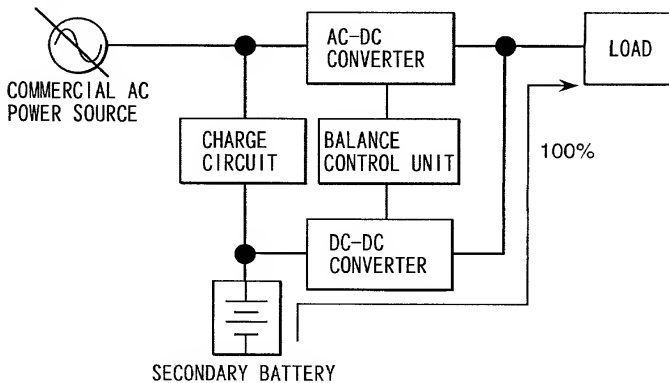 AC-DC
CONVERTER
LOAD
COMMERCIAL AC
POWER SOURCE
CHARGE
CIRCUIT
BALANCE
CONTROL UNIT
100%
DC-DC
CONVERTER
SECONDARY BATTERY